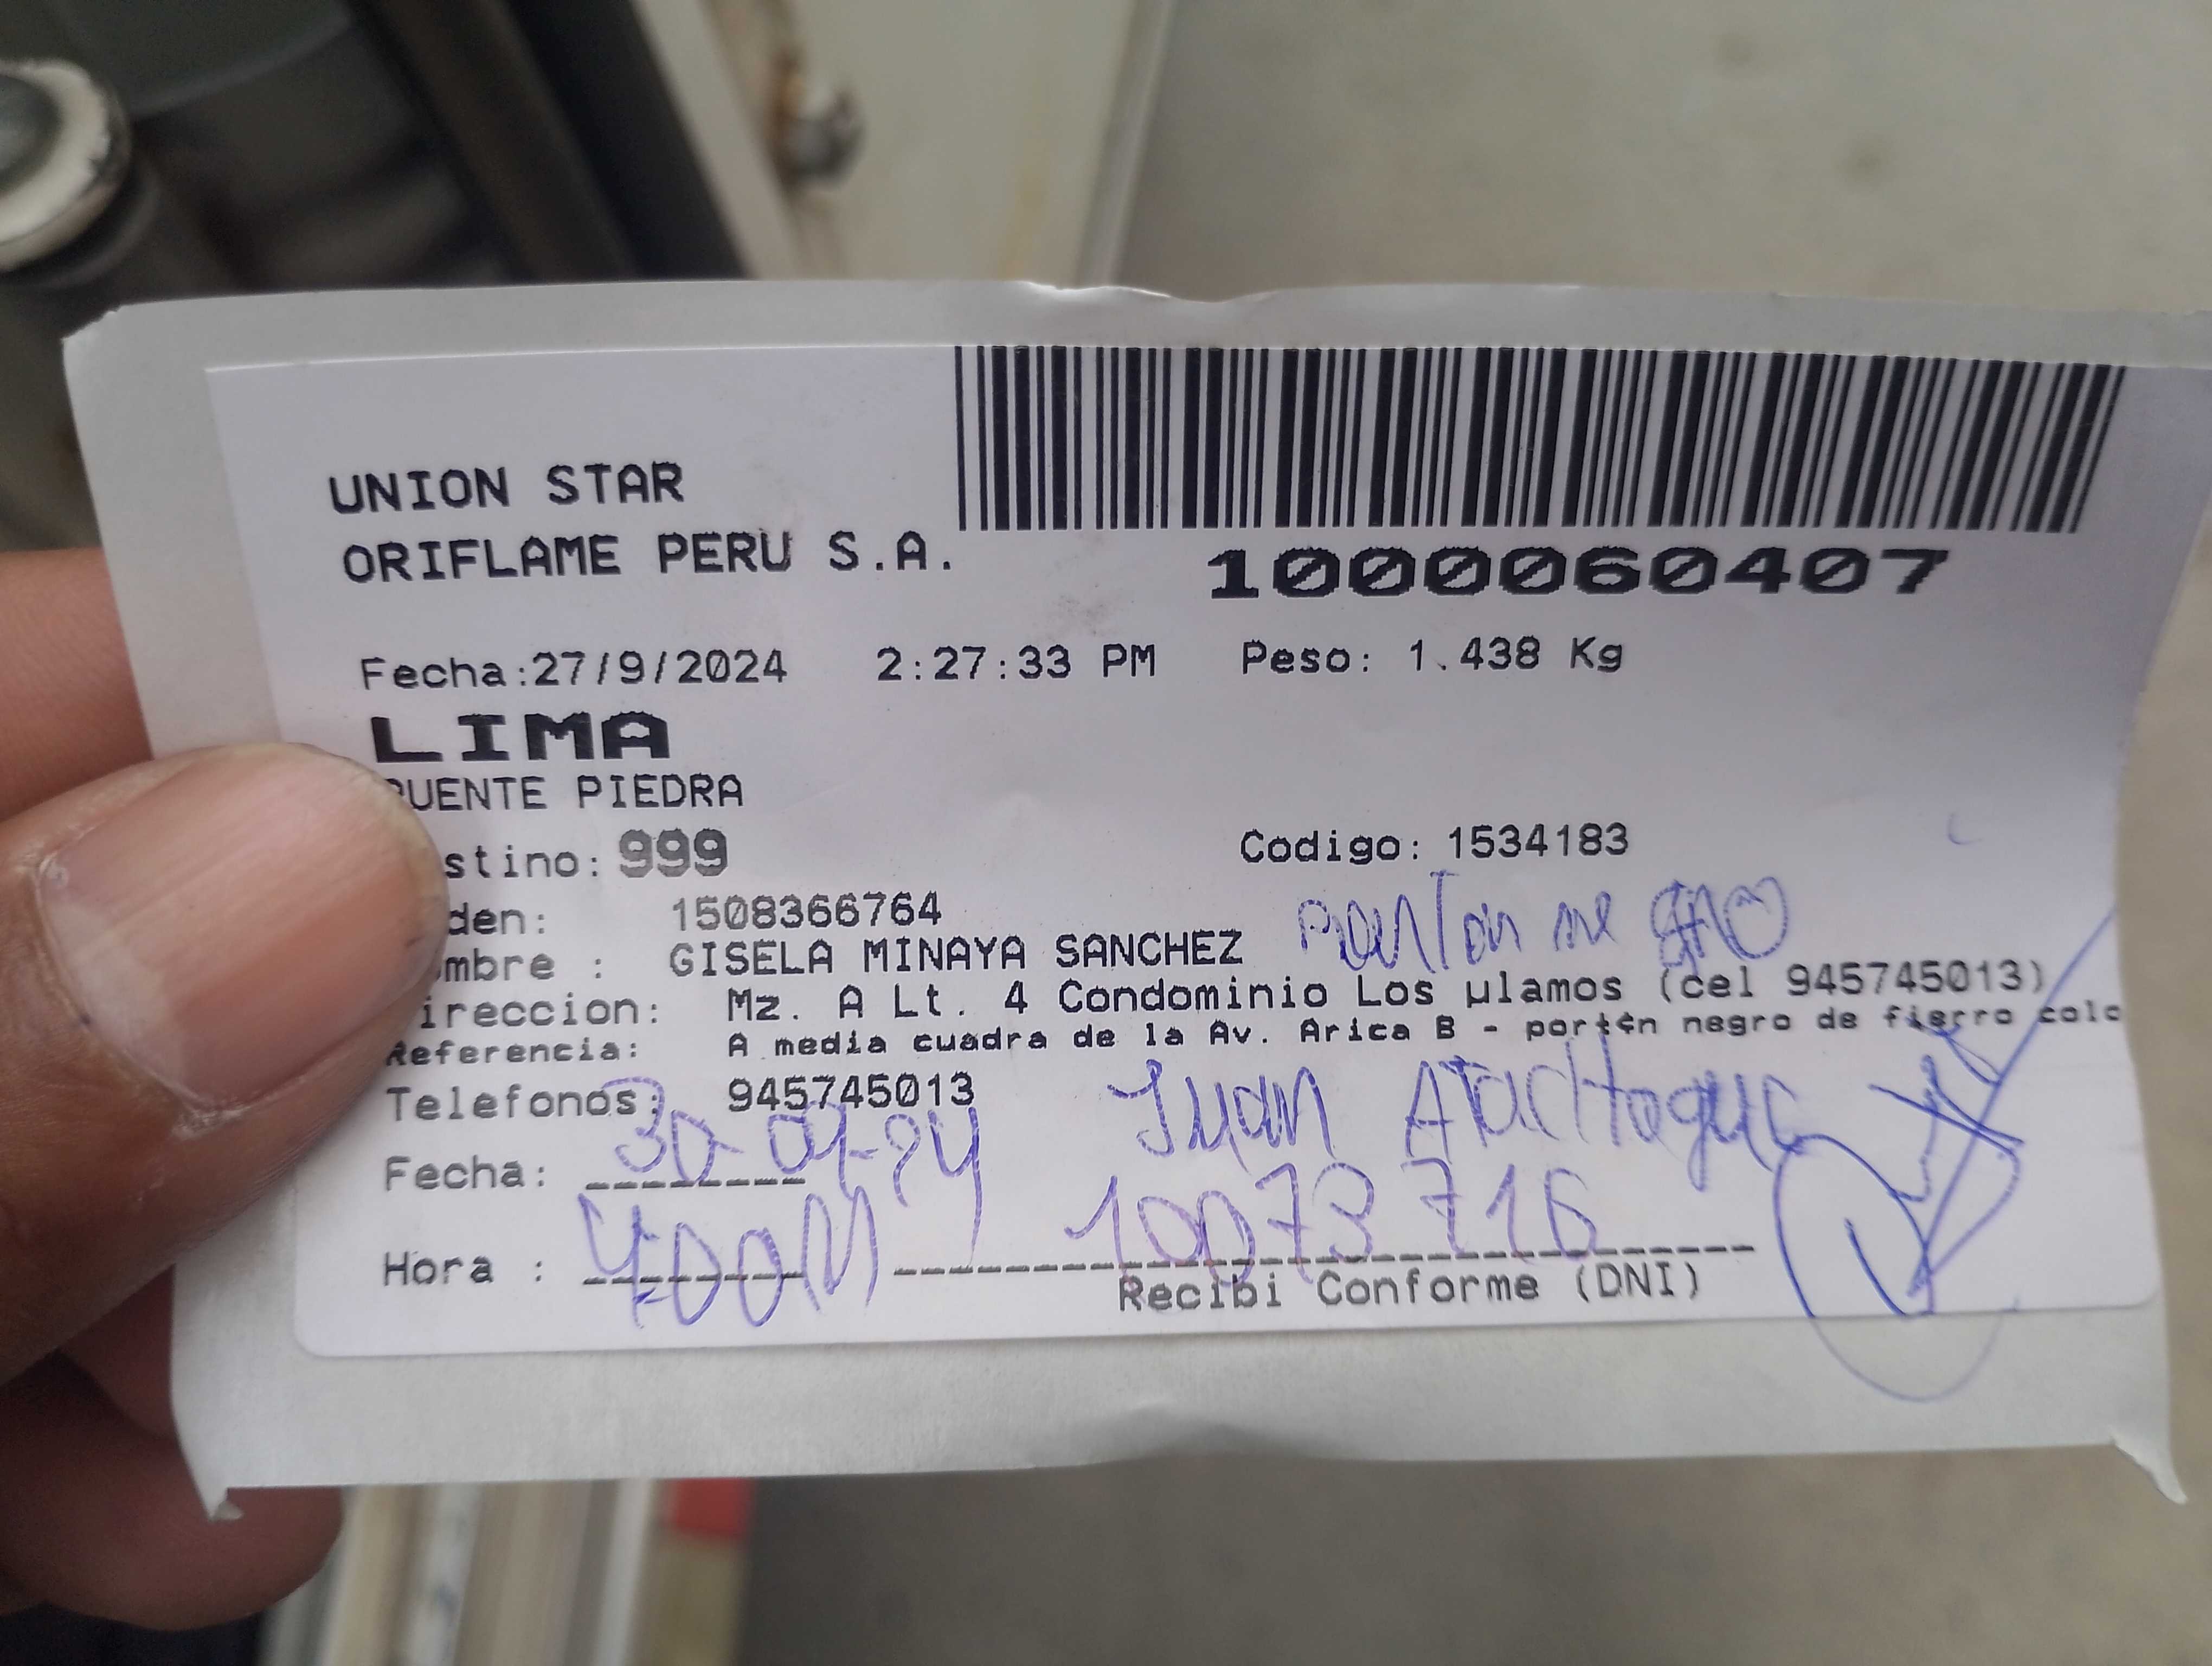 UNION STAR
ORIFLAME PERU S.A.
1000060407
Fecha:27/9/2024 2:27:33 PM Peso: 1.438 Kg
LIMA
PUENTE PIEDRA
stino: 999 Codigo: 1534183
den: 1508366764
mbre : GISELA MINAYA SANCHEZ
ireccion: Mz. A Lt. 4 Condominio Los µlamos (cel 945745013)
Referencia: A media cuadra de la Av. Arica B - port¢n negro de fierro colo
Telefonos: 945745013 Juan
Fecha: 30-09-24
Hora : 10073716
Recibi Conforme (DNI)